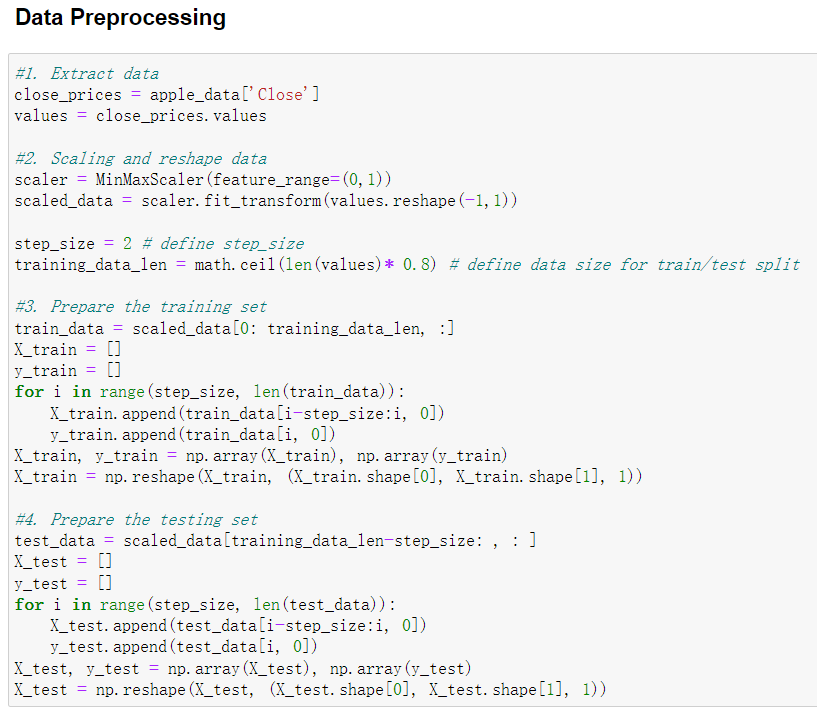 Data Preprocessing
#1. Extract data
close_prices = apple_data['Close']
values = close_prices.values
#2. Scaling and reshape data
scaler = MinMaxScaler(feature_range=(0,1))
scaled_data = scaler.fit_transform(values.reshape(-1,1))
step_size = 2 # define step_size
training_data_len = math.ceil(len(values)* 0.8) # define data size for train/test split
#3. Prepare the training set
train_data = scaled_data[0: training_data_len, :]
X_train = []
y_train = []
for i in range(step_size, len(train_data)):
    X_train.append(train_data[i-step_size:i, 0])
    y_train.append(train_data[i, 0])
X_train, y_train = np.array(X_train), np.array(y_train)
X_train = np.reshape(X_train, (X_train.shape[0], X_train.shape[1], 1))
#4. Prepare the testing set
test_data = scaled_data[training_data_len-step_size: , : ]
X_test = []
y_test = []
for i in range(step_size, len(test_data)):
    X_test.append(test_data[i-step_size:i, 0])
    y_test.append(test_data[i, 0])
X_test, y_test = np.array(X_test), np.array(y_test)
X_test = np.reshape(X_test, (X_test.shape[0], X_test.shape[1], 1))